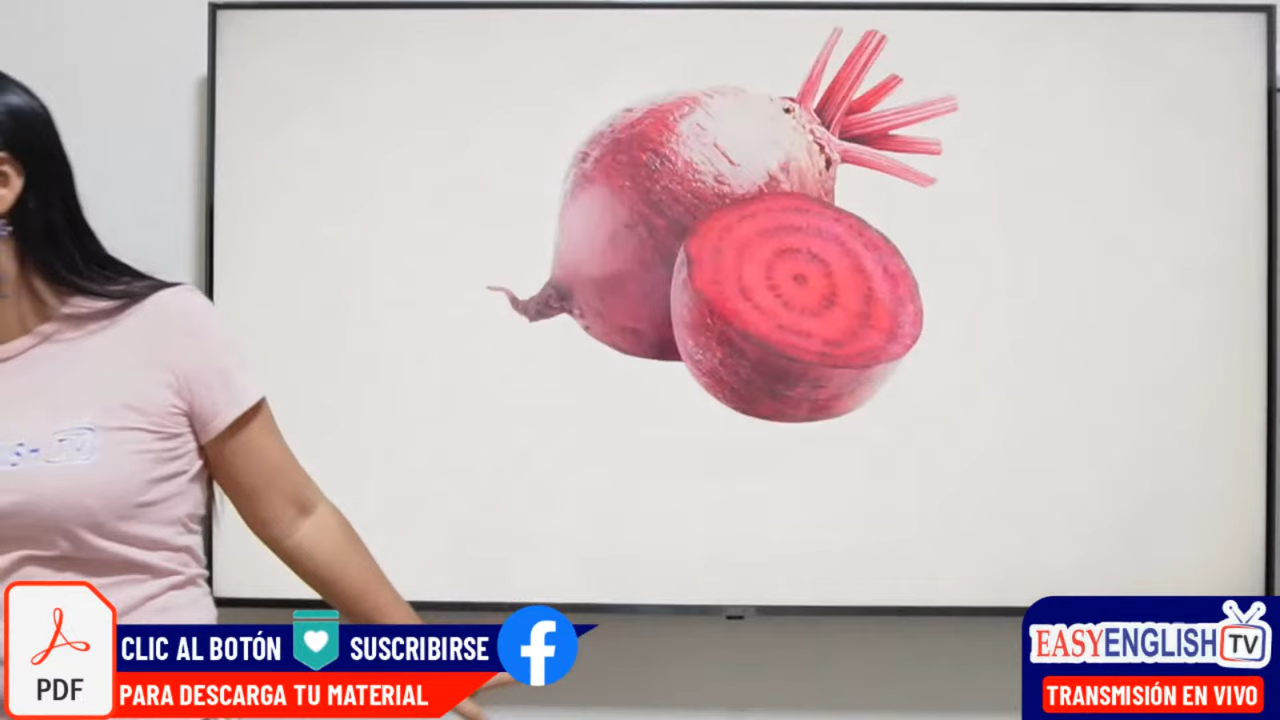 PDF
CLIC AL BOTÓN SUSCRIBIRSE
PARA DESCARGA TU MATERIAL
EASYENGLISH TV
TRANSMISIÓN EN VIVO